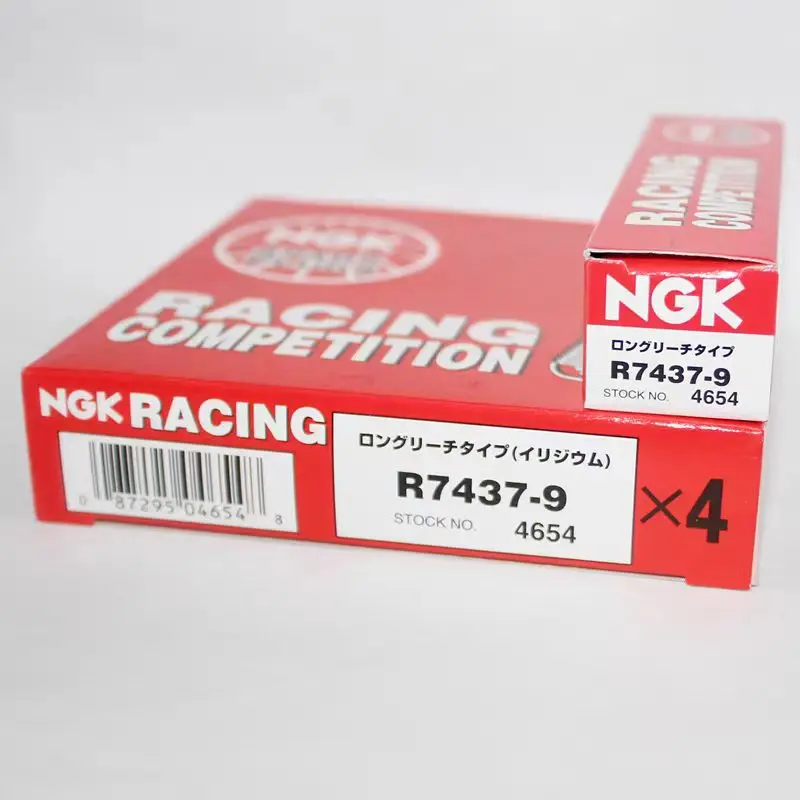 NGK
RACING
COMPETITION
NGK RACING
0 87295 04654 8
ロングリーチタイプ(イリジウム)
R7437-9
STOCK NO. 4654
×4
RACING
COMPETITION
NGK
ロングリーチタイプ
R7437-9
STOCK NO. 4654